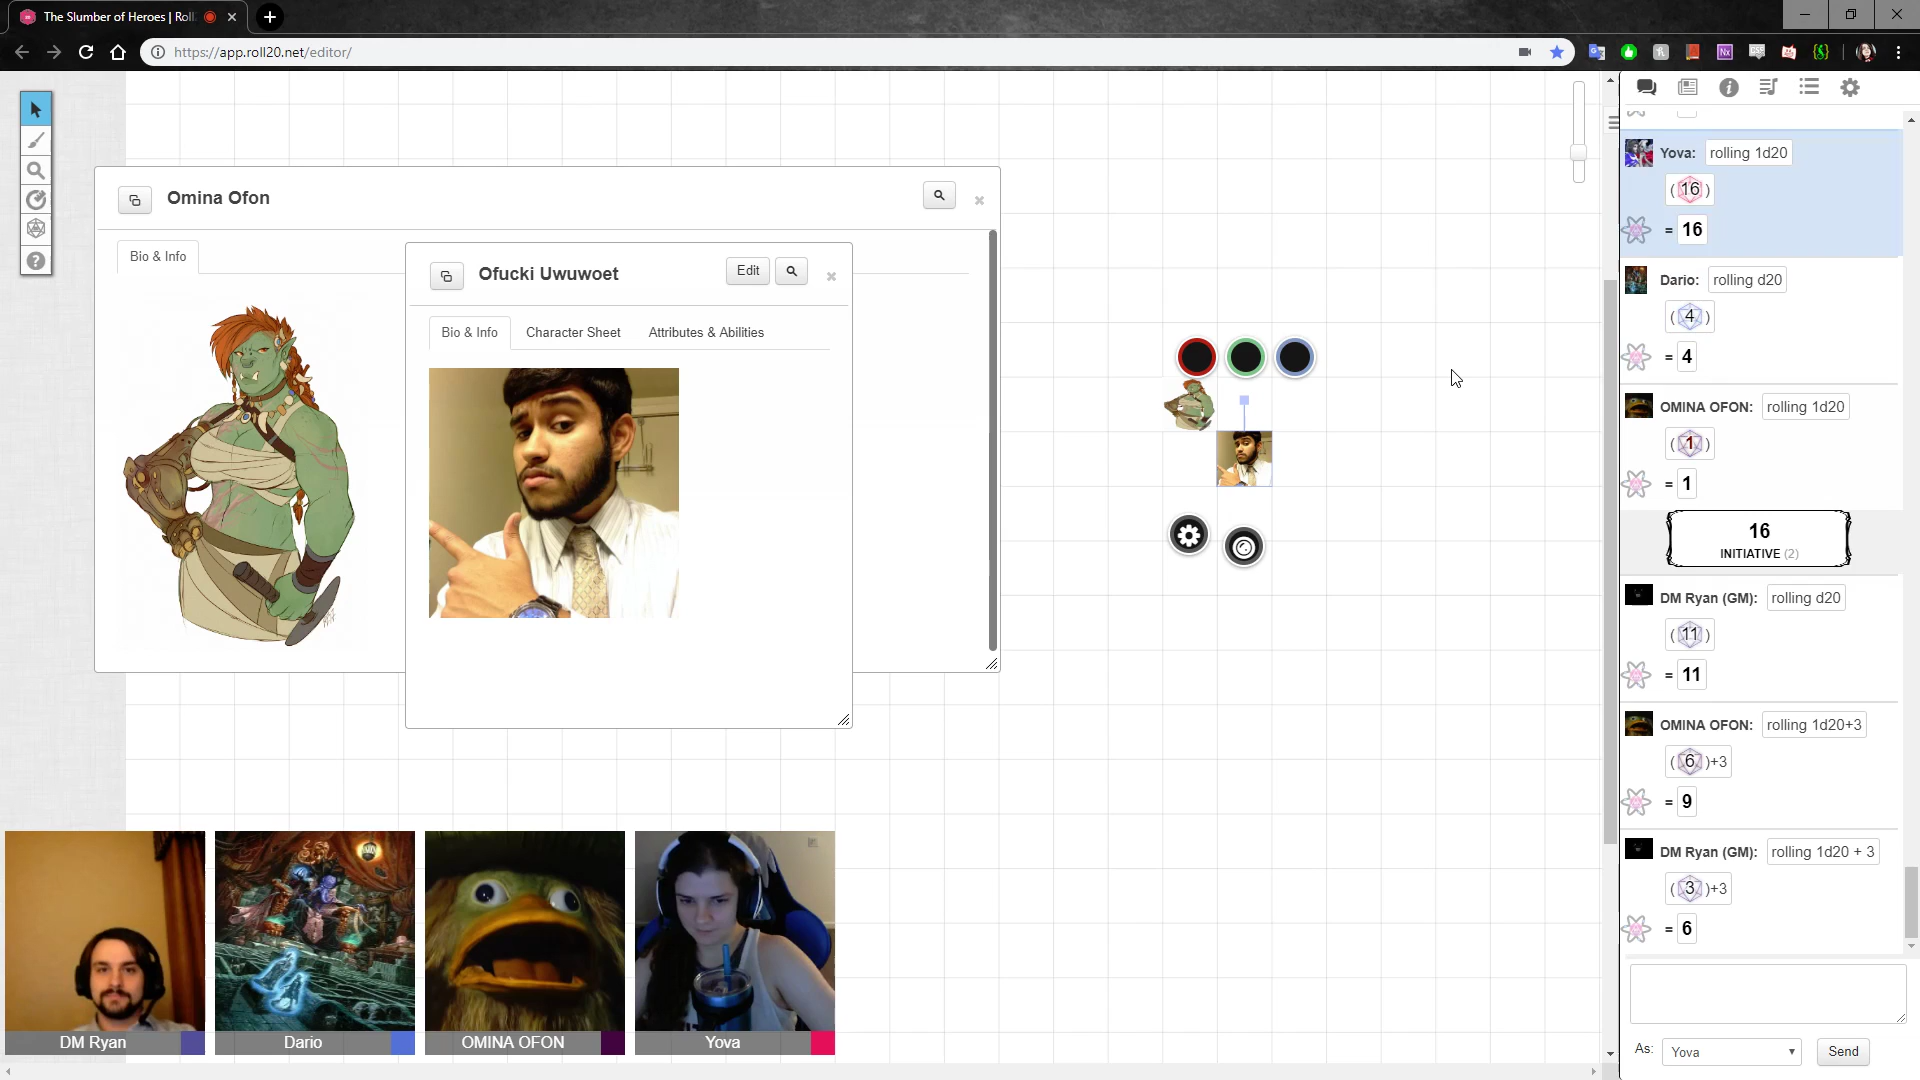 The Slumber of Heroes | Roll
https://app.roll20.net/editor/
Omina Ofon
Bio & Info
Ofucki Uwuwoet
Edit
Bio & Info
Character Sheet
Attributes & Abilities
DM Ryan
Dario
OMINA OFON
Yova
Yova:
rolling 1d20
(16)
= 16
Dario:
rolling d20
(4)
= 4
OMINA OFON:
rolling 1d20
(1)
= 1
16
INITIATIVE (2)
DM Ryan (GM):
rolling d20
(11)
= 11
OMINA OFON:
rolling 1d20+3
(6)+3
= 9
DM Ryan (GM):
rolling 1d20 + 3
(3)+3
= 6
As:
Yova
Send